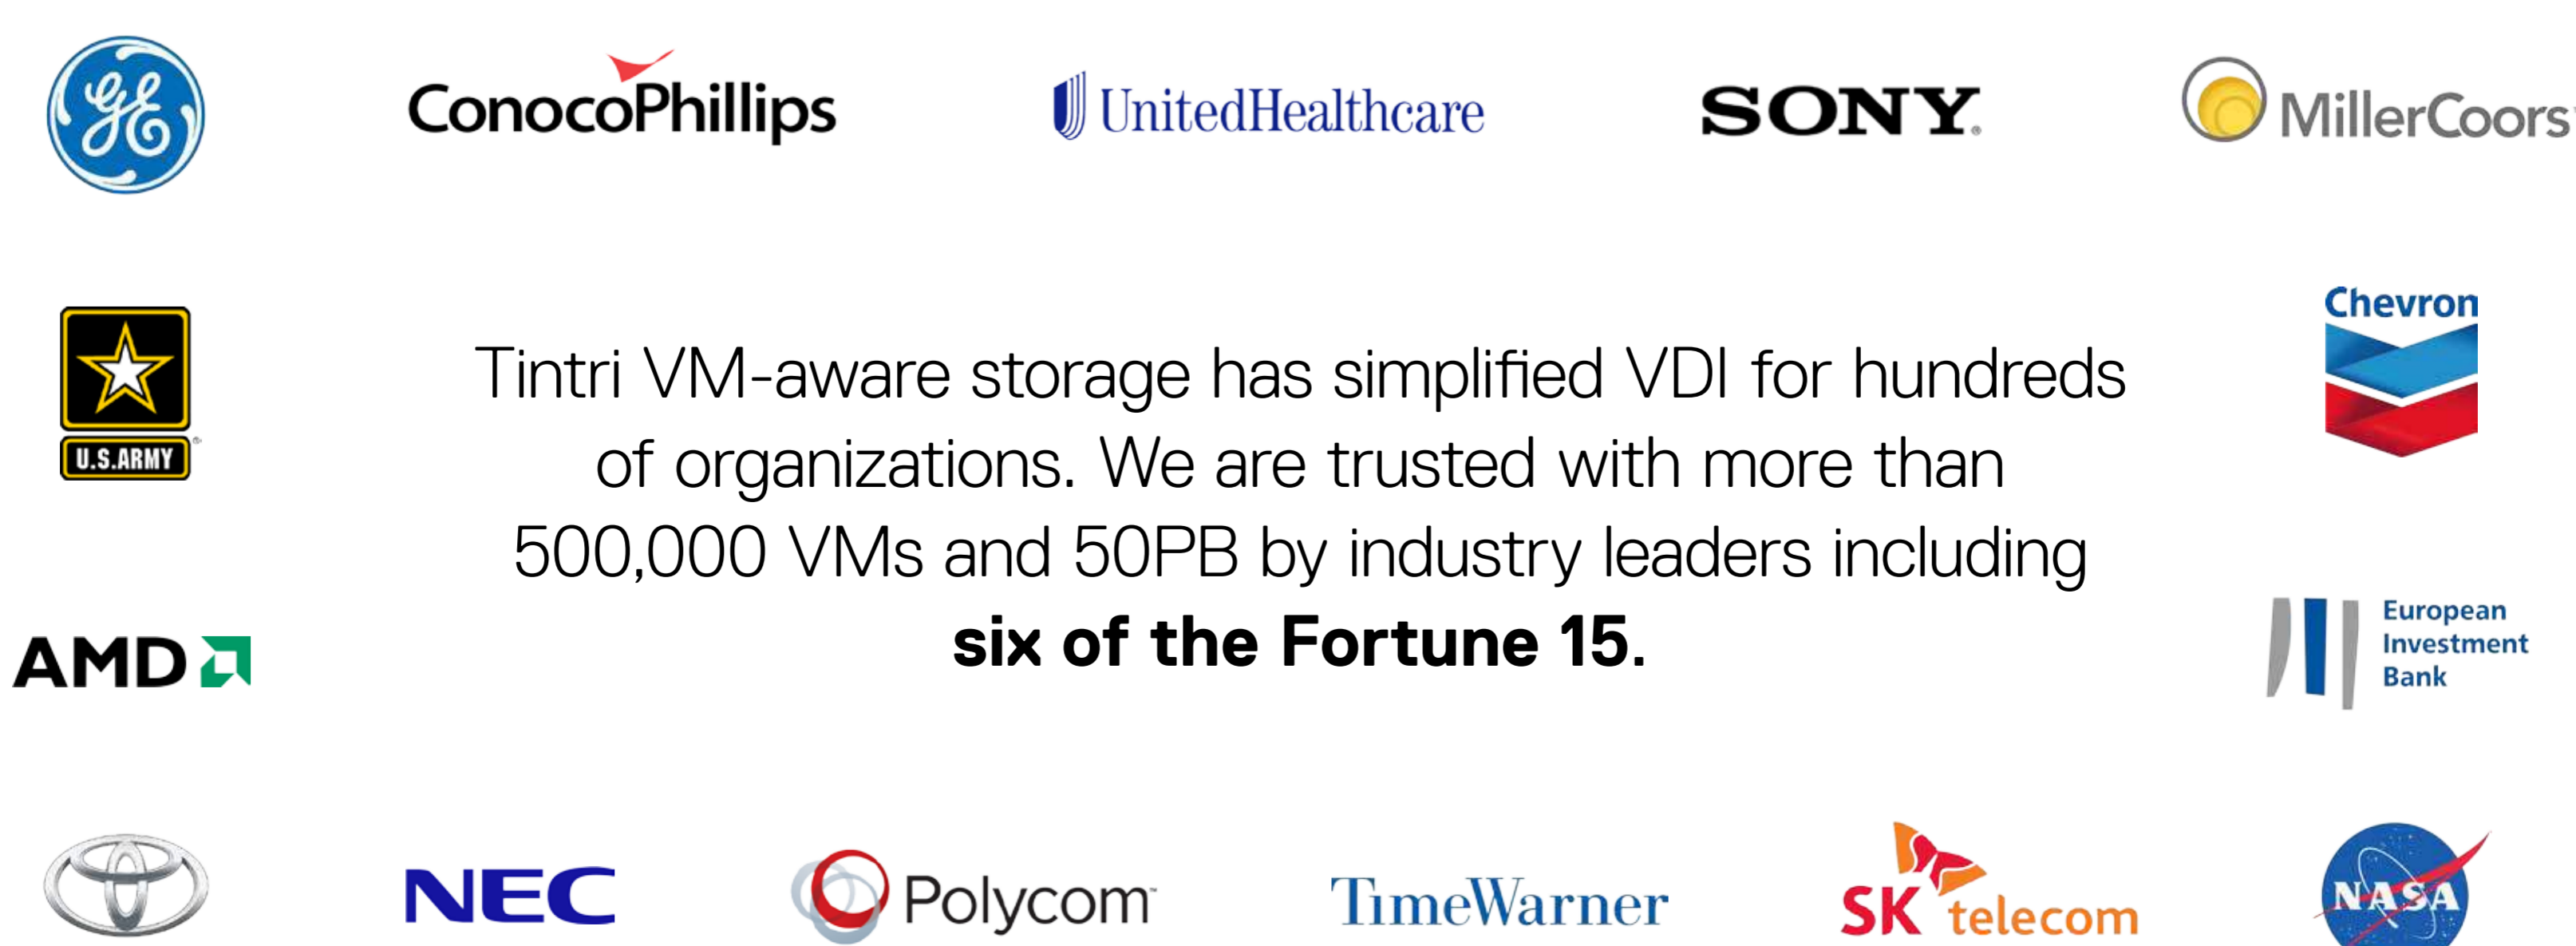 GE
ConocoPhillips
UnitedHealthcare
SONY®
MillerCoors
U.S.ARMY®
Chevron
Tintri VM-aware storage has simplified VDI for hundreds
of organizations. We are trusted with more than
500,000 VMs and 50PB by industry leaders including
six of the Fortune 15.
AMD
European
Investment
Bank
NEC
Polycom™
TimeWarner
SK telecom
NASA